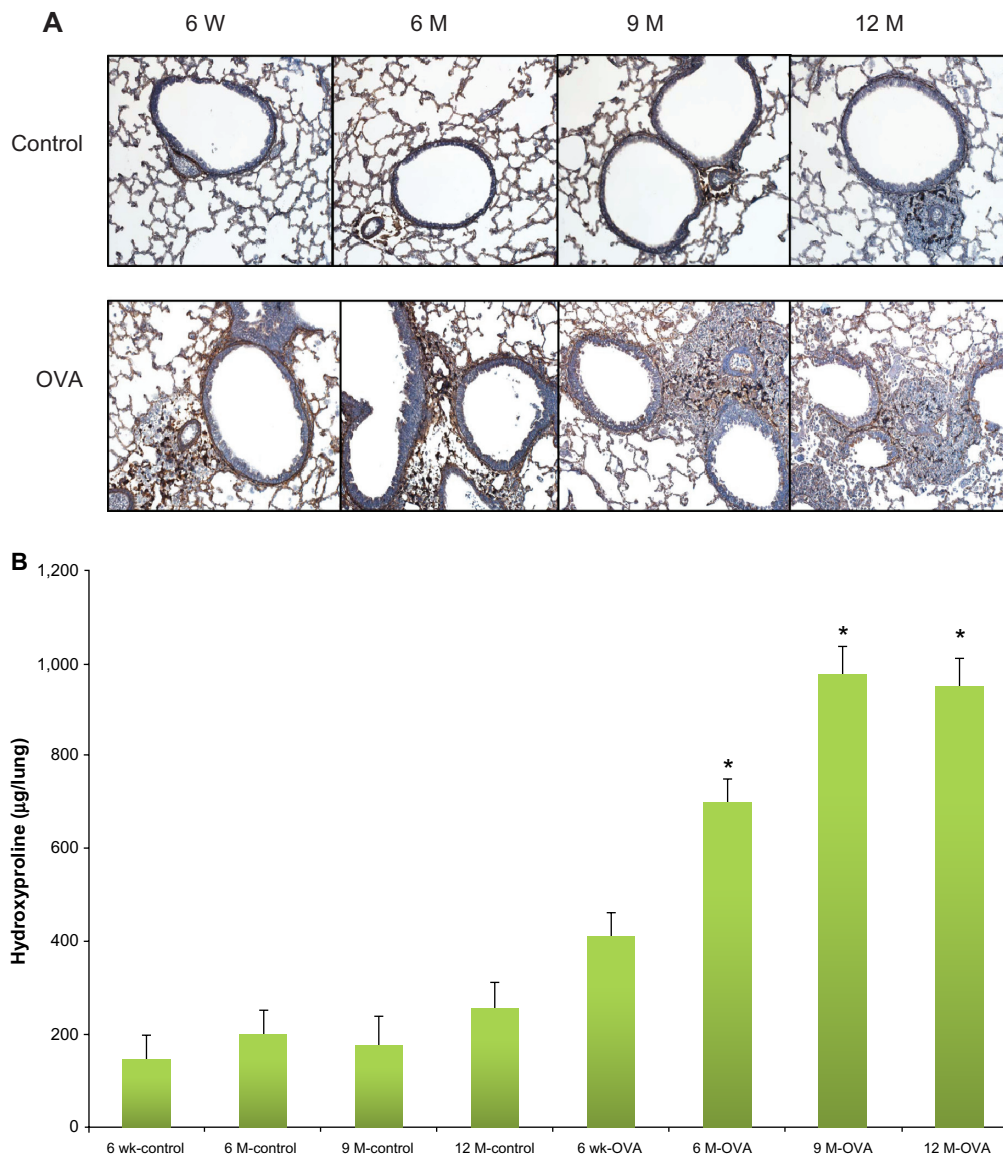 A
6 W 6 M 9 M 12 M
Control
OVA
B
Hydroxyproline (μg/lung)
1,200
1,000
800
600
400
200
0
* * *
6 wk-control 6 M-control 9 M-control 12 M-control 6 wk-OVA 6 M-OVA 9 M-OVA 12 M-OVA